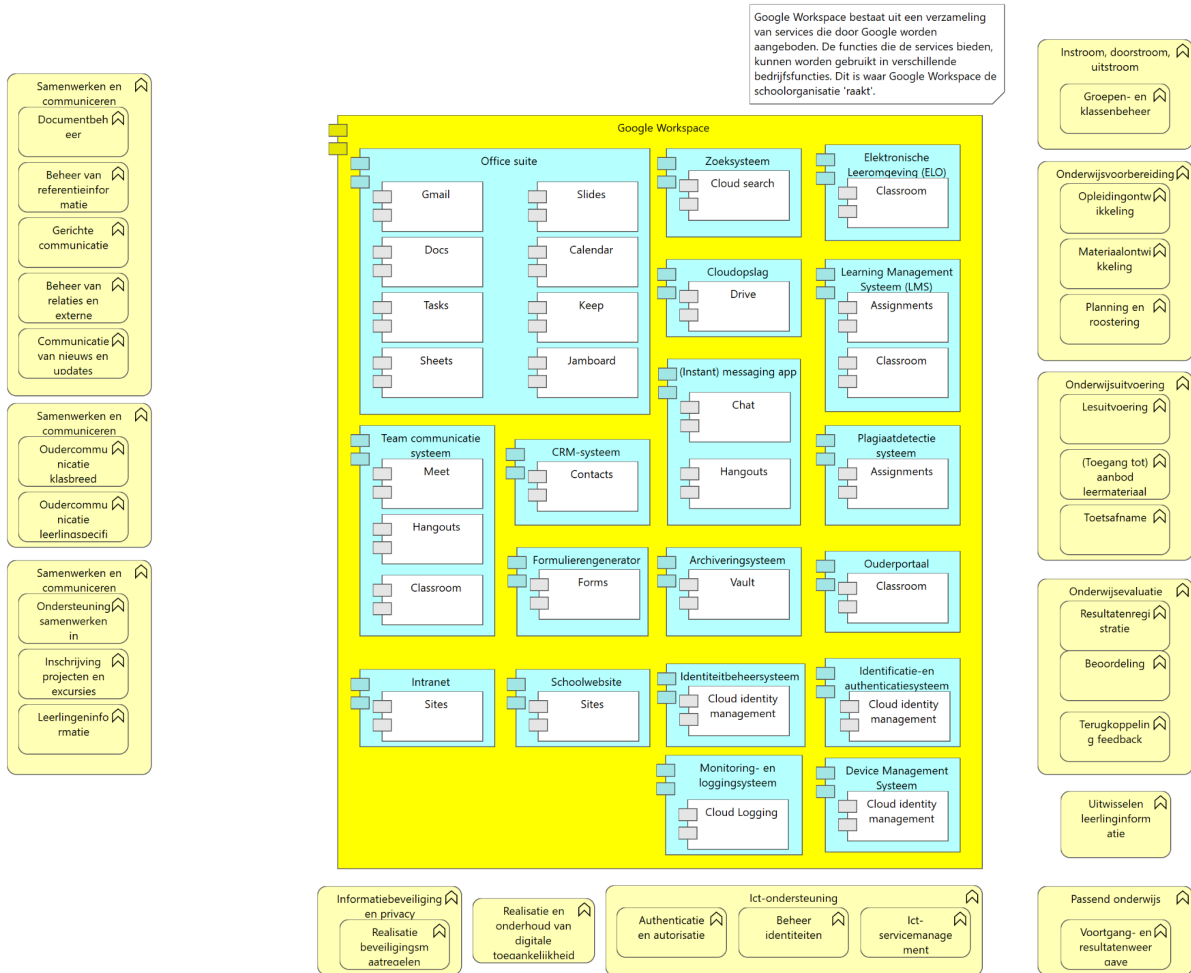 Google Workspace bestaat uit een verzameling
van services die door Google worden
aangeboden. De functies die de services bieden,
kunnen worden gebruikt in verschillende
bedrijfsfuncties. Dit is waar Google Workspace de
schoolorganisatie 'raakt'.
Samenwerken en
communiceren
Documentbeh
eer
Beheer van
referentieinfor
matie
Gerichte
communicatie
Beheer van
relaties en
externe
Communicatie
van nieuws en
updates
Samenwerken en
communiceren
Oudercommu
nicatie
klasbreed
Oudercommu
nicatie
leerlingspecifi
Samenwerken en
communiceren
Ondersteuning
samenwerken
in
Inschrijving
projecten en
excursies
Leerlingeninfo
rmatie
Google Workspace
Office suite
Gmail
Slides
Docs
Calendar
Tasks
Keep
Sheets
Jamboard
Zoeksysteem
Cloud search
Elektronische
Leeromgeving (ELO)
Classroom
Cloudopslag
Drive
Learning Management
Systeem (LMS)
Assignments
Classroom
(Instant) messaging app
Chat
Hangouts
Team communicatie
systeem
Meet
Hangouts
Classroom
CRM-systeem
Contacts
Plagiaatdetectie
systeem
Assignments
Formulierengenerator
Forms
Archiveringsysteem
Vault
Ouderportaal
Classroom
Intranet
Sites
Schoolwebsite
Sites
Identiteitbeheersysteem
Cloud identity
management
Identificatie-en
authenticatiesysteem
Cloud identity
management
Monitoring- en
loggingsysteem
Cloud Logging
Device Management
System
Cloud identity
management
Instroom, doorstroom,
uitstroom
Groepen- en
klassenbeheer
Onderwijsvoorbereiding
Opleidingontw
ikkeling
Materiaalontwi
kkeling
Planning en
roostering
Onderwijsuitvoering
Lesuitvoering
(Toegang tot)
aanbod
leermateriaal
Toetsafname
Onderwijsevaluatie
Resultatenregi
stratie
Beoordeling
Terugkoppelin
g feedback
Uitwisselen
leerlinginform
atie
Informatiebeveiliging
en privacy
Realisatie
beveiligingsm
aatregelen
Realisatie en
onderhoud van
digitale
toegankelijkheid
Ict-ondersteuning
Authenticatie
en autorisatie
Beheer
identiteiten
Ict-
servicemanage
ment
Passend onderwijs
Voortgang- en
resultatenweer
gave